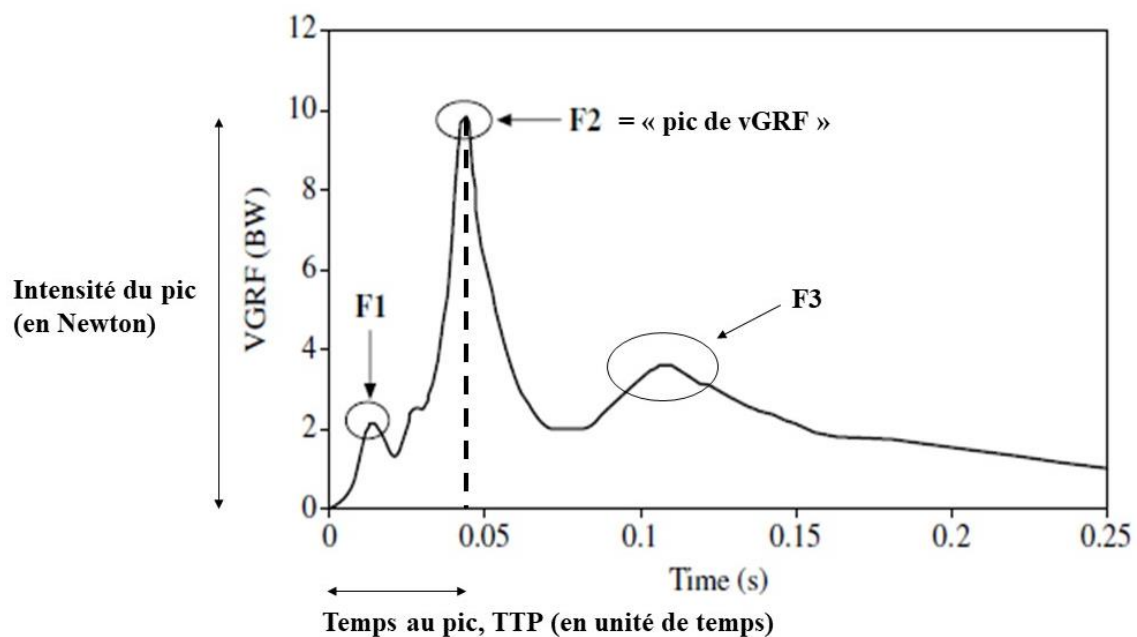 12
10
F2 = « pic de vGRF »
8
VGRF (BW)
6
Intensité du pic
(en Newton)
F1
F3
4
2
0
0
0.05
0.1
0.15
0.2
0.25
Time (s)
Temps au pic, TTP (en unité de temps)